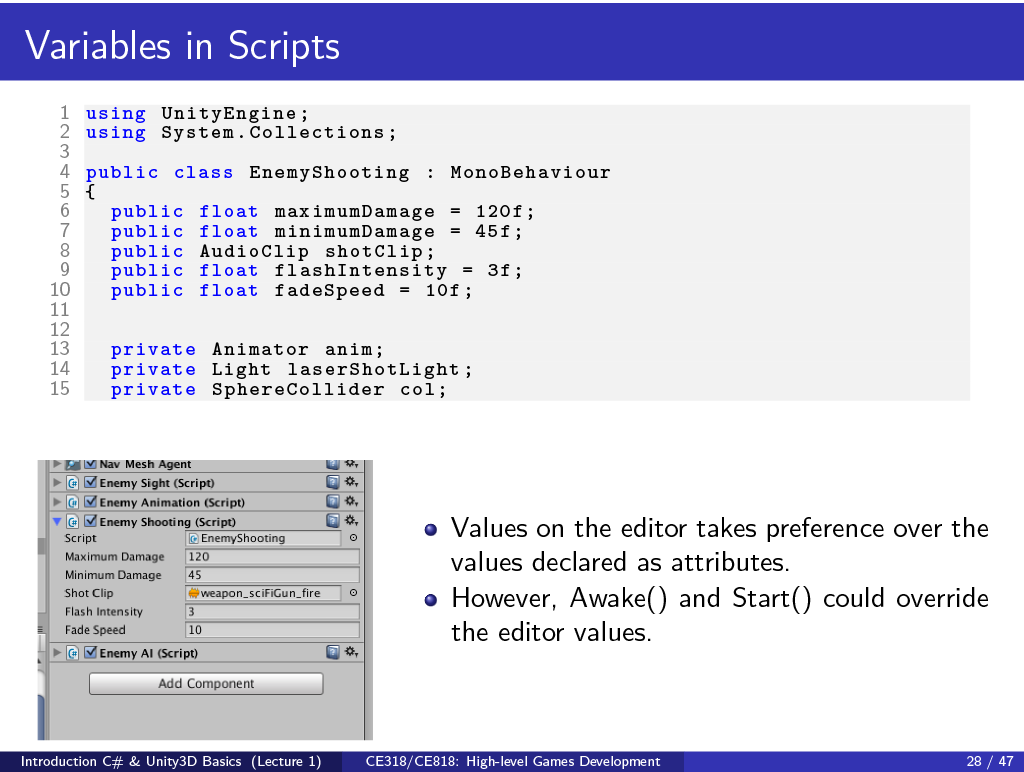 Variables in Scripts
1 using UnityEngine;
2 using System.Collections;
3
4 public class EnemyShooting : MonoBehaviour
5 {
6 public float maximumDamage = 120f;
7 public float minimumDamage = 45f;
8 public AudioClip shotClip;
9 public float flashIntensity = 3f;
10 public float fadeSpeed = 10f;
11
12
13 private Animator anim;
14 private Light laserShotLight;
15 private SphereCollider col;
Nav Mesh Agent
Enemy Sight (Script)
Enemy Animation (Script)
Enemy Shooting (Script)
Script EnemyShooting
Maximum Damage 120
Minimum Damage 45
Shot Clip weapon_sciFiGun_fire
Flash Intensity 3
Fade Speed 10
Enemy AI (Script)
Add Component
Values on the editor takes preference over the
values declared as attributes.
However, Awake() and Start() could override
the editor values.
Introduction C# & Unity3D Basics (Lecture 1) CE318/CE818: High-level Games Development 28 / 47